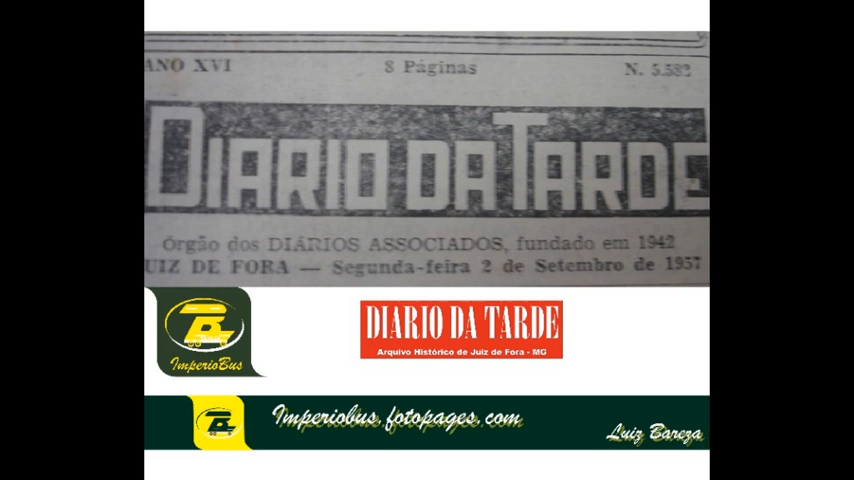 ANO XVI 8 Páginas N. 5.582
DIARIO DA TARDE
órgão dos DIÁRIOS ASSOCIADOS, fundado em 1942
UIZ DE FORA — Segunda-feira 2 de Setembro de 1957
ImperioBus
DIARIO DA TARDE
Arquivo Histórico de Juiz de Fora - MG
Imperiobus.fotopages.com
Luiz Bareza